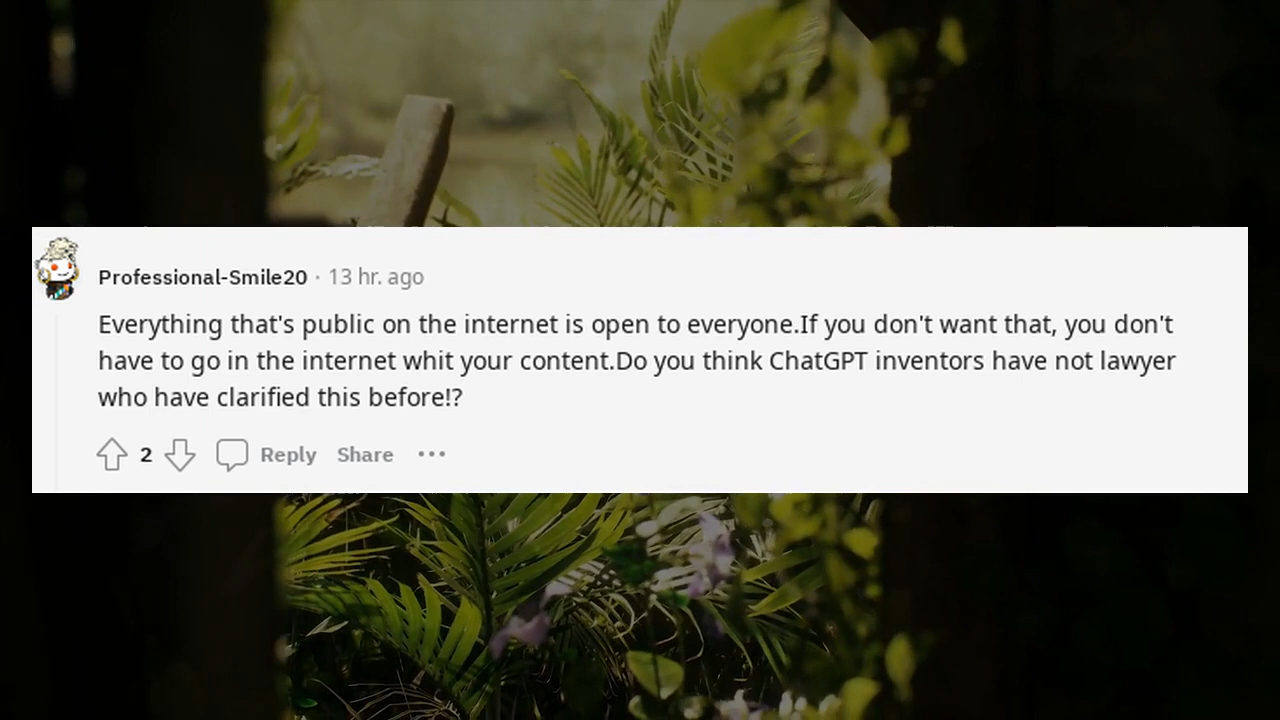 Professional-Smile20 · 13 hr. ago
Everything that's public on the internet is open to everyone.If you don't want that, you don't
have to go in the internet whit your content.Do you think ChatGPT inventors have not lawyer
who have clarified this before!?
2 Reply Share